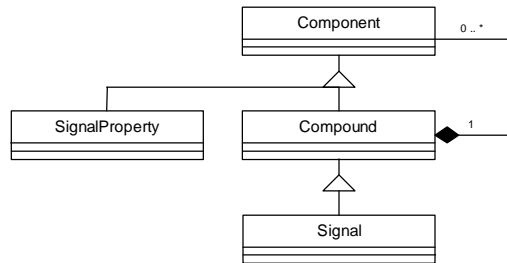 Component
0 .. *
SignalProperty
Compound
1
Signal